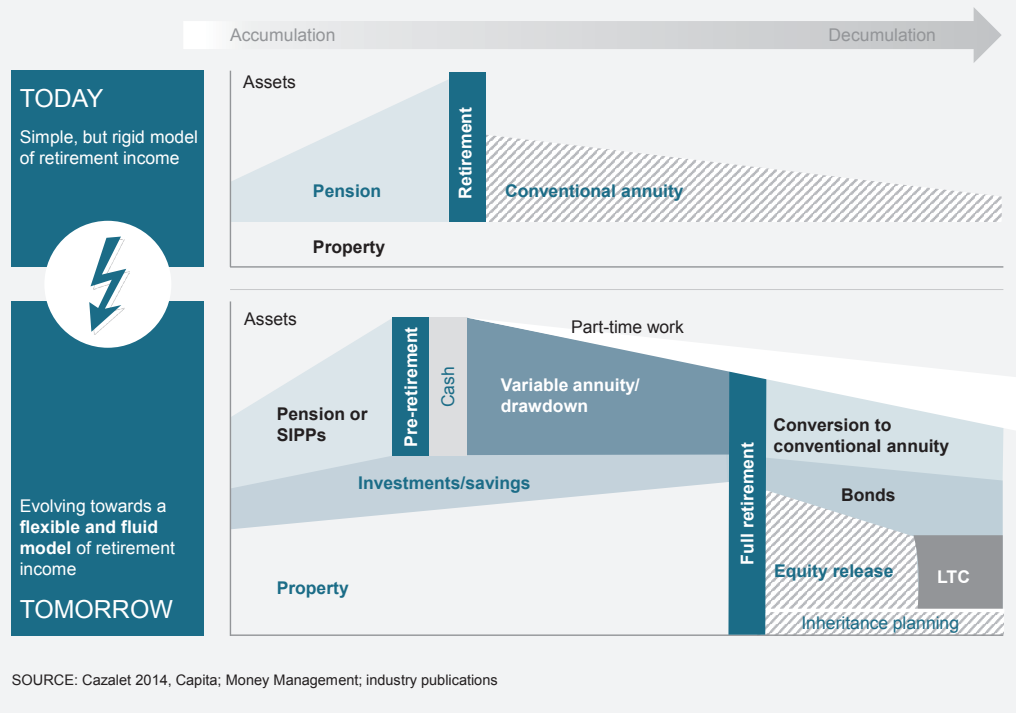 Accumulation
Decumulation
TODAY
Simple, but rigid model
of retirement income
Assets
Pension
Retirement
Conventional annuity
Property
Assets
Part-time work
Pension or
SIPPs
Pre-retirement
Cash
Variable annuity/
drawdown
Full retirement
Conversion to
conventional annuity
Investments/savings
Bonds
Evolving towards a
flexible and fluid
model of retirement
income
TOMORROW
Property
Equity release
LTC
Inheritance planning
SOURCE: Cazalet 2014, Capita; Money Management; industry publications